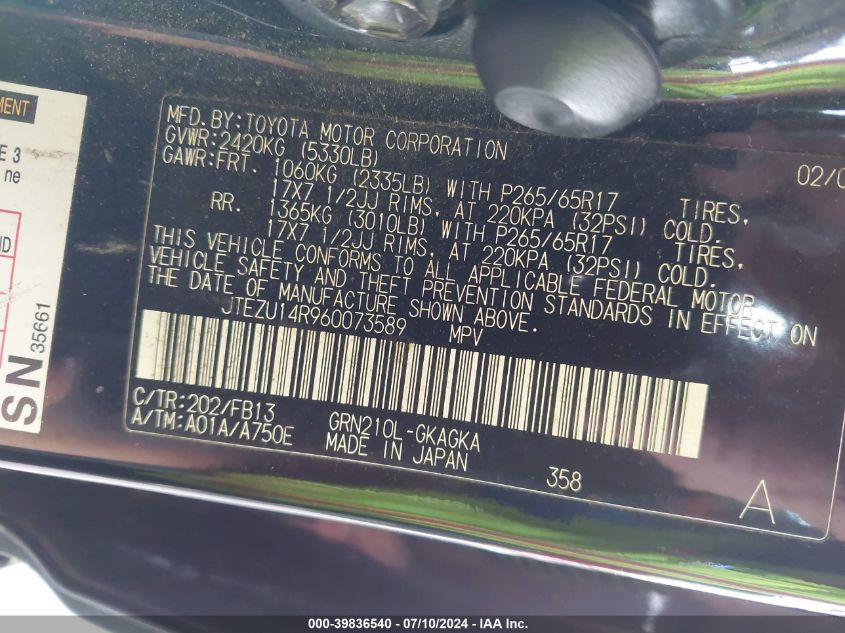 MENT
E 3
ne
ND
SN
35661
MFD.BY:TOYOTA MOTOR CORPORATION
02/0
GVWR:2420KG (5330LB)
GAWR:FRT. 1060KG (2335LB) WITH P265/65R17 TIRES,
17X7 1/2JJ RIMS, AT 220KPA (32PSI) COLD.
RR. 1365KG (3010LB) WITH P265/65R17 TIRES,
17X7 1/2JJ RIMS, AT 220KPA (32PSI) COLD.
THIS VEHICLE CONFORMS TO ALL APPLICABLE FEDERAL MOTOR
VEHICLE SAFETY AND THEFT PREVENTION STANDARDS IN EFFECT ON
THE DATE OF MANUFACTURE SHOWN ABOVE.
JTEZU14R960073589 MPV
C/TR:202/FB13 GRN210L-GKAGKA
A/TM:A01A/A750E MADE IN JAPAN 358 A
000-39836540 - 07/10/2024 - IAA Inc.